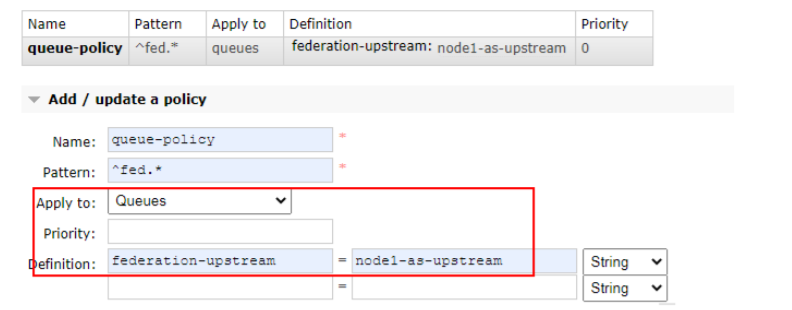 Name Pattern Apply to Definition Priority
queue-policy ^fed.* queues federation-upstream: node1-as-upstream 0
Add / update a policy
Name: queue-policy *
Pattern: ^fed.* *
Apply to: Queues
Priority:
Definition: federation-upstream = node1-as-upstream String
= String